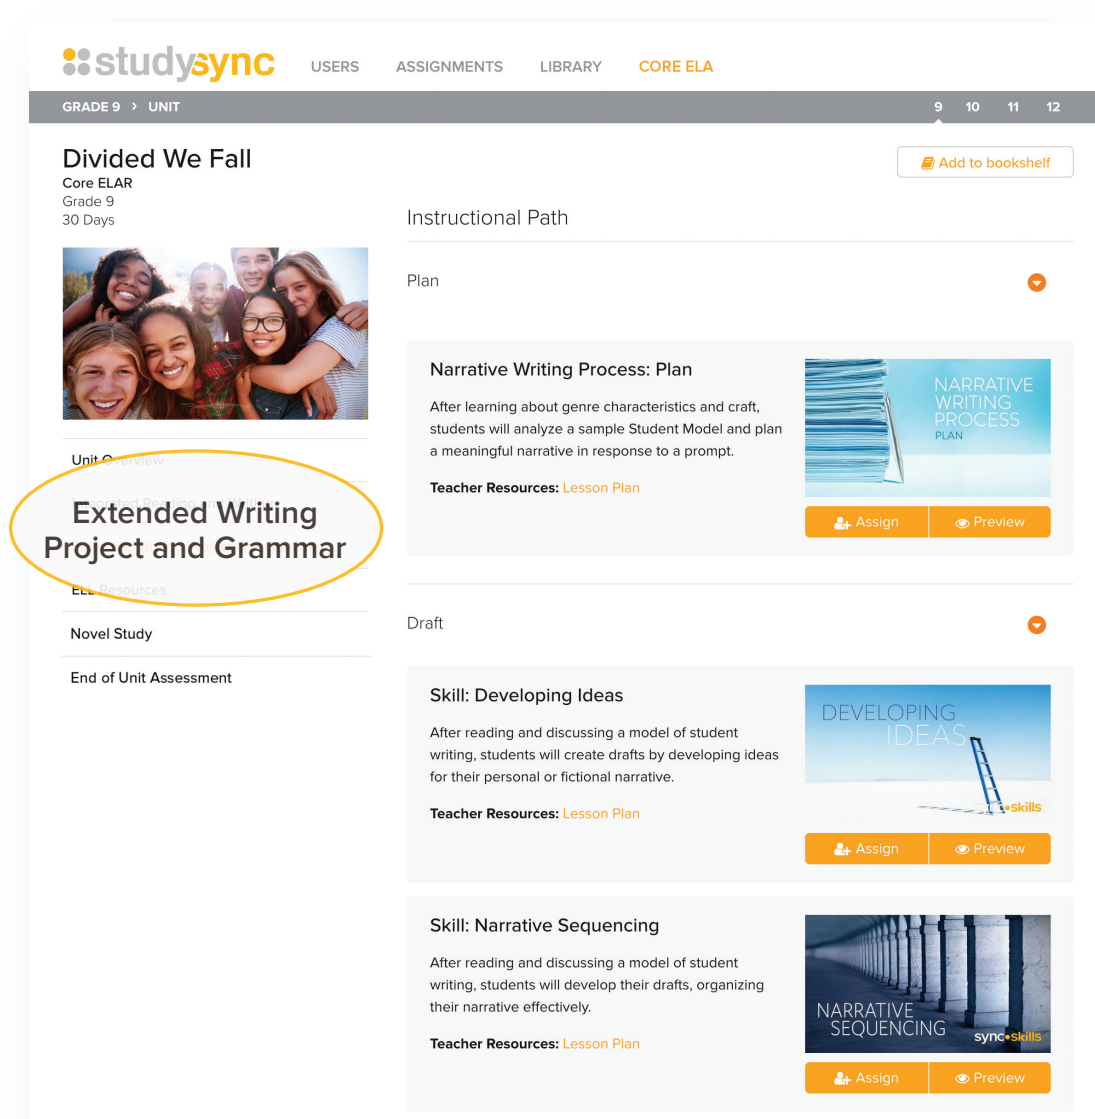 studysync
USERS ASSIGNMENTS LIBRARY CORE ELA
GRADE 9 > UNIT 9 10 11 12
Divided We Fall
Core ELAR
Grade 9
30 Days
Add to bookshelf
Unit Overview
Integrated Reading and Writing
Extended Writing
Project and Grammar
ELL Resources
Novel Study
End of Unit Assessment
Instructional Path
Plan
Narrative Writing Process: Plan
After learning about genre characteristics and craft,
students will analyze a sample Student Model and plan
a meaningful narrative in response to a prompt.
Teacher Resources: Lesson Plan
NARRATIVE
WRITING
PROCESS
PLAN
Assign Preview
Draft
Skill: Developing Ideas
After reading and discussing a model of student
writing, students will create drafts by developing ideas
for their personal or fictional narrative.
Teacher Resources: Lesson Plan
DEVELOPING
IDEAS
sync•skills
Assign Preview
Skill: Narrative Sequencing
After reading and discussing a model of student
writing, students will develop their drafts, organizing
their narrative effectively.
Teacher Resources: Lesson Plan
NARRATIVE
SEQUENCING
sync•skills
Assign Preview